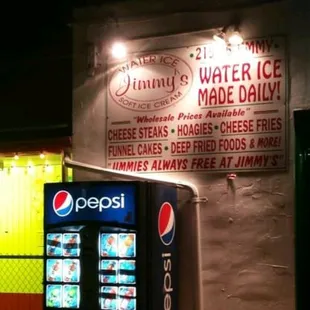 WATER ICE
Jimmy's
SOFT ICE CREAM
WATER ICE
MADE DAILY!
"Wholesale Prices Available"
CHEESE STEAKS • HOAGIES • CHEESE FRIES
FUNNEL CAKES • DEEP FRIED FOODS & MORE!
"JIMMIES ALWAYS FREE AT JIMMY'S"
pepsi
pepsi